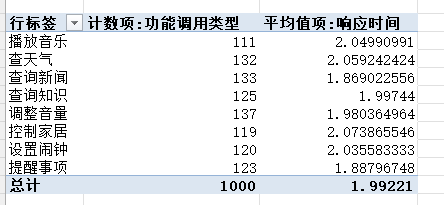 行标签 计数项:功能调用类型 平均值项:响应时间
播放音乐 111 2.04990991
查天气 132 2.059242424
查询新闻 133 1.869022556
查询知识 125 1.99744
调整音量 137 1.980364964
控制家居 119 2.073865546
设置闹钟 120 2.035583333
提醒事项 123 1.88796748
总计 1000 1.99221